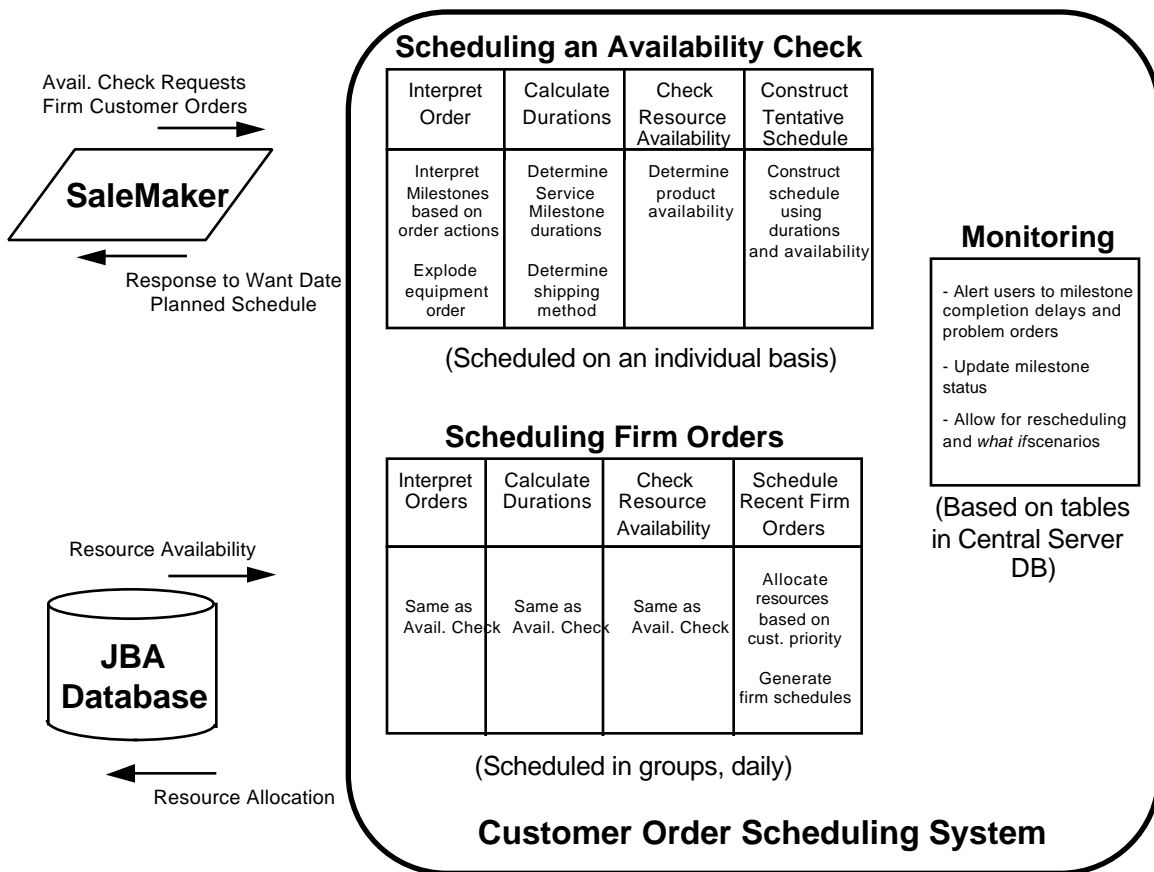 Scheduling an Availability Check
Avail. Check Requests
Firm Customer Orders
SaleMaker
Response to Want Date
Planned Schedule
Interpret
Order
Calculate
Durations
Check
Resource
Availability
Construct
Tentative
Schedule
Interpret
Milestones
based on
order actions
Explode
equipment
order
Determine
Service
Milestone
durations
Determine
shipping
method
Determine
product
availability
Construct
schedule
using
durations
and availability
(Scheduled on an individual basis)
Monitoring
- Alert users to milestone
completion delays and
problem orders
- Update milestone
status
- Allow for rescheduling
and what ifscenarios
(Based on tables
in Central Server
DB)
Scheduling Firm Orders
Interpret
Orders
Calculate
Durations
Check
Resource
Availability
Schedule
Recent Firm
Orders
Same as
Avail. Check
Same as
Avail. Check
Same as
Avail. Check
Allocate
resources
based on
cust. priority
Generate
firm schedules
(Scheduled in groups, daily)
Resource Availability
JBA
Database
Resource Allocation
Customer Order Scheduling System